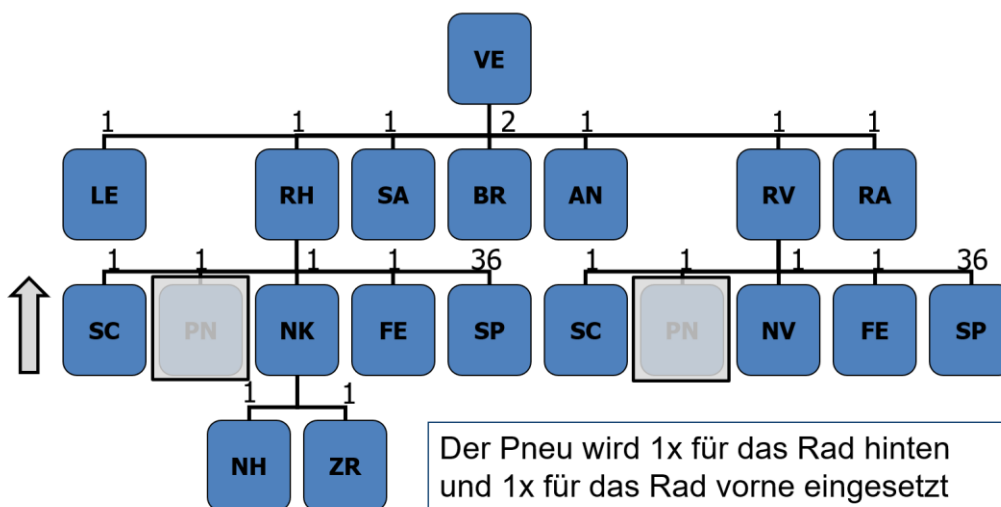 VE
1 1 1 2 1 1 1
LE RH SA BR AN RV RA
1 1 1 1 36 1 1 1 1 36
SC PN NK FE SP SC PN NV FE SP
1 1
NH ZR
Der Pneu wird 1x für das Rad hinten
und 1x für das Rad vorne eingesetzt